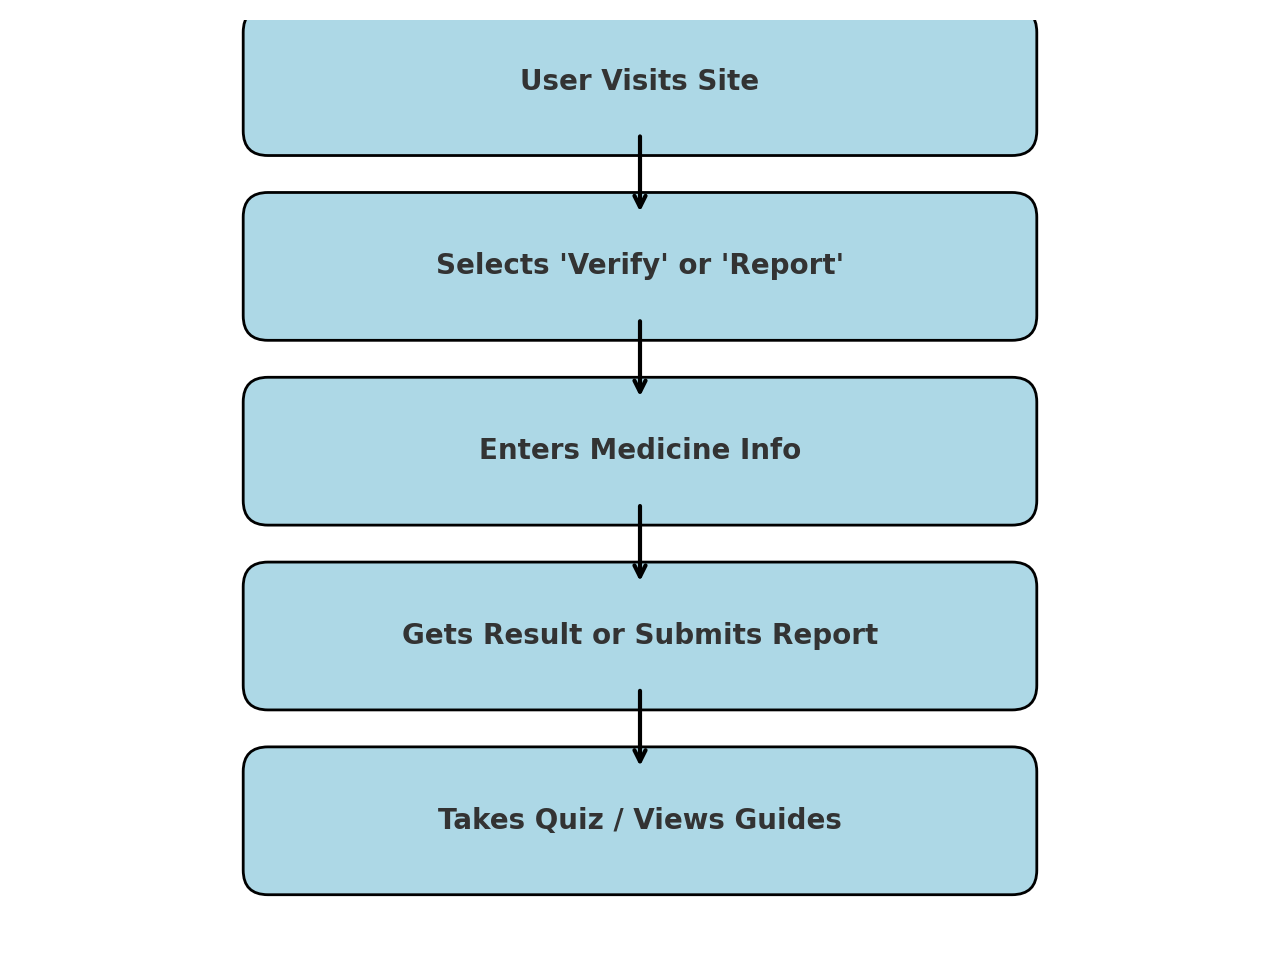 User Visits Site
Selects 'Verify' or 'Report'
Enters Medicine Info
Gets Result or Submits Report
Takes Quiz / Views Guides